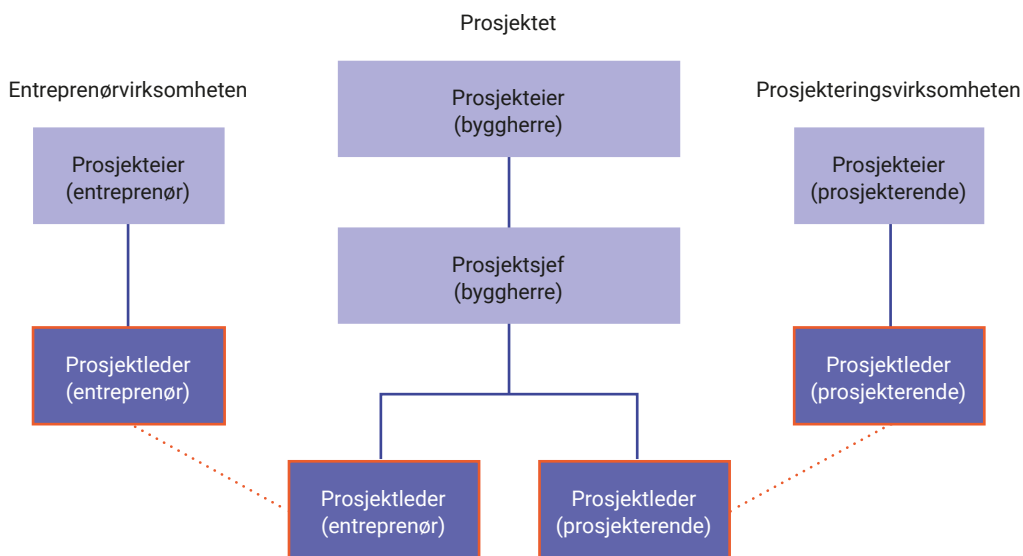 Prosjektet
Entreprenørvirksomheten
Prosjekteier
(entreprenør)
Prosjektleder
(entreprenør)
Prosjekteier
(byggherre)
Prosjektsjef
(byggherre)
Prosjektleder
(entreprenør)
Prosjektleder
(prosjekterende)
Prosjekteringsvirksomheten
Prosjekteier
(prosjekterende)
Prosjektleder
(prosjekterende)